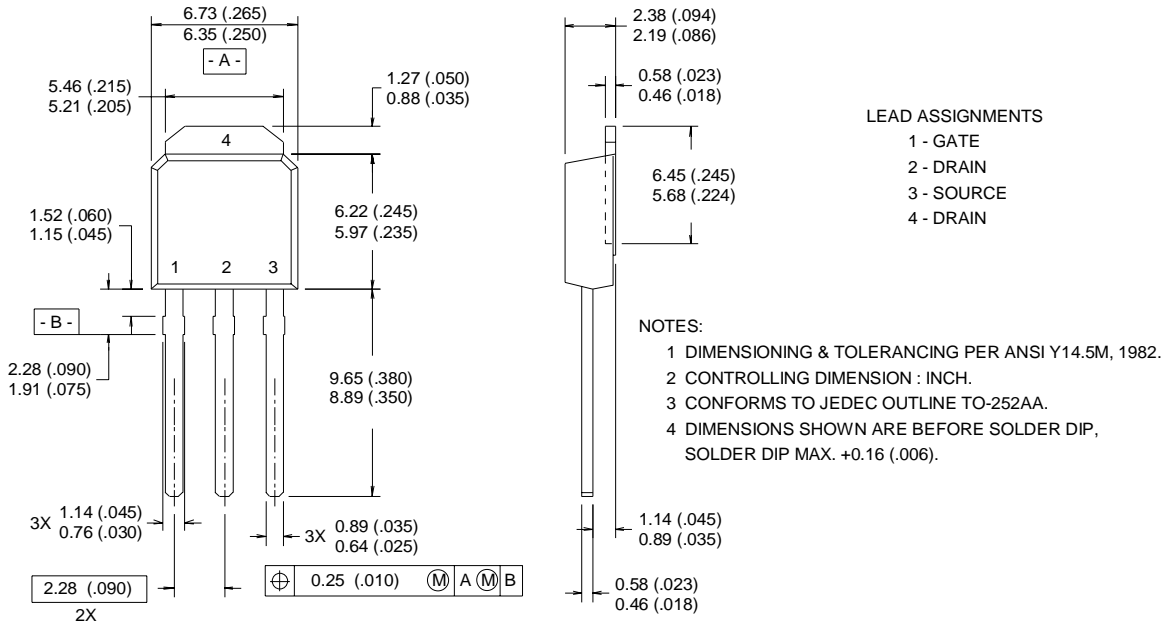 6.73 (.265)
6.35 (.250)
- A -
5.46 (.215)
5.21 (.205)
1.27 (.050)
0.88 (.035)
4
1.52 (.060)
1.15 (.045)
6.22 (.245)
5.97 (.235)
1 2 3
- B -
2.28 (.090)
1.91 (.075)
9.65 (.380)
8.89 (.350)
3X 1.14 (.045)
0.76 (.030)
3X 0.89 (.035)
0.64 (.025)
2.28 (.090)
2X
0.25 (.010) Ⓜ A Ⓜ B
2.38 (.094)
2.19 (.086)
0.58 (.023)
0.46 (.018)
6.45 (.245)
5.68 (.224)
1.14 (.045)
0.89 (.035)
0.58 (.023)
0.46 (.018)
LEAD ASSIGNMENTS
1 - GATE
2 - DRAIN
3 - SOURCE
4 - DRAIN
NOTES:
1 DIMENSIONING & TOLERANCING PER ANSI Y14.5M, 1982.
2 CONTROLLING DIMENSION : INCH.
3 CONFORMS TO JEDEC OUTLINE TO-252AA.
4 DIMENSIONS SHOWN ARE BEFORE SOLDER DIP,
SOLDER DIP MAX. +0.16 (.006).